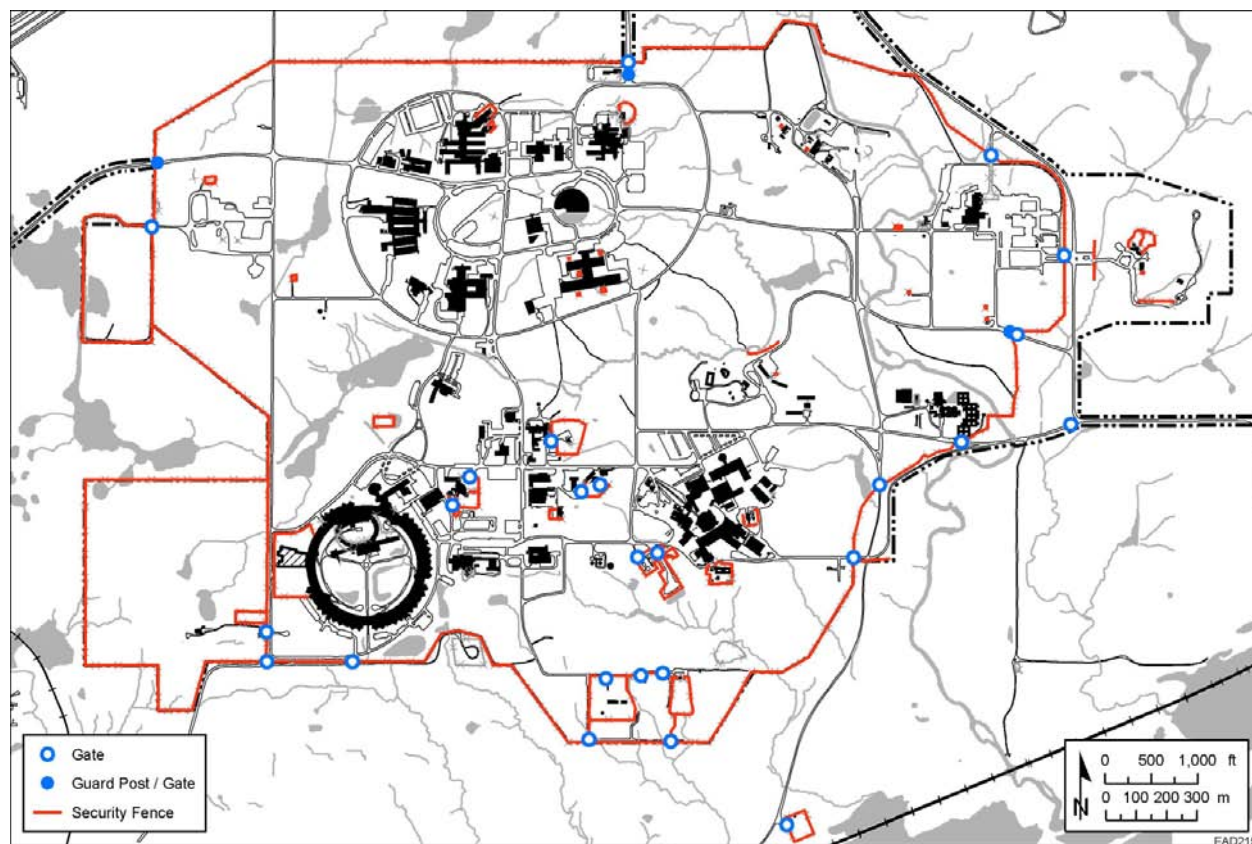 Gate
Guard Post / Gate
Security Fence
0 500 1,000 ft
0 100 200 300 m
N